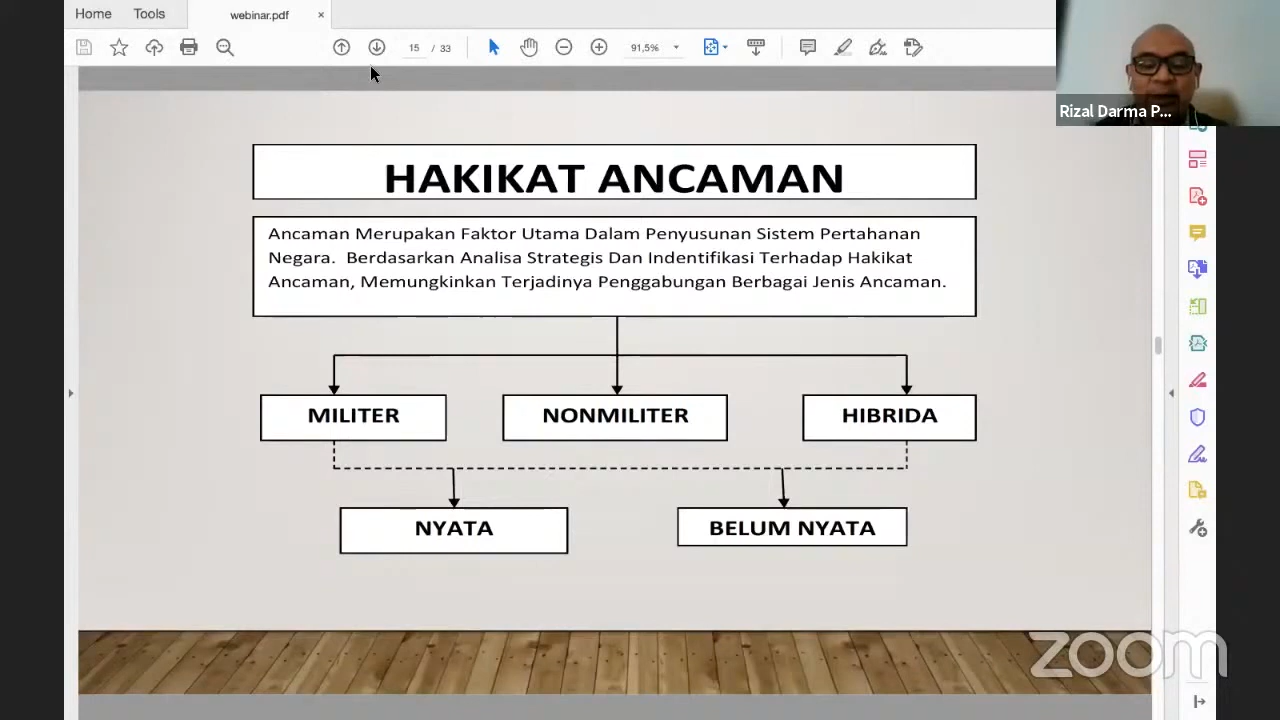 Home Tools webinar.pdf ×
15 / 33 91,5%
Rizal Darma P...
HAKIKAT ANCAMAN
Ancaman Merupakan Faktor Utama Dalam Penyusunan Sistem Pertahanan
Negara. Berdasarkan Analisa Strategis Dan Indentifikasi Terhadap Hakikat
Ancaman, Memungkinkan Terjadinya Penggabungan Berbagai Jenis Ancaman.
MILITER NONMILITER HIBRIDA
NYATA BELUM NYATA
zoom